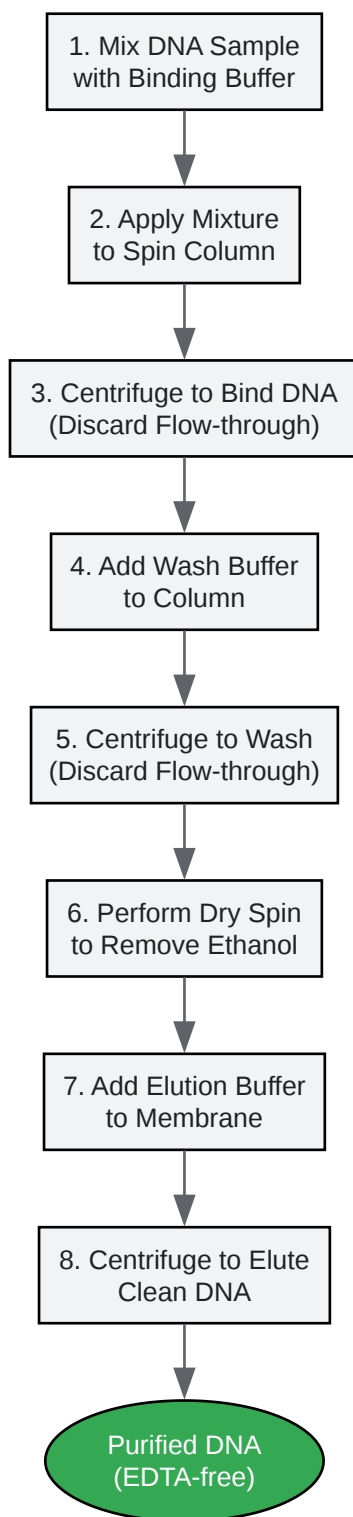 1. Mix DNA Sample
with Binding Buffer
2. Apply Mixture
to Spin Column
3. Centrifuge to Bind DNA
(Discard Flow-through)
4. Add Wash Buffer
to Column
5. Centrifuge to Wash
(Discard Flow-through)
6. Perform Dry Spin
to Remove Ethanol
7. Add Elution Buffer
to Membrane
8. Centrifuge to Elute
Clean DNA
Purified DNA
(EDTA-free)